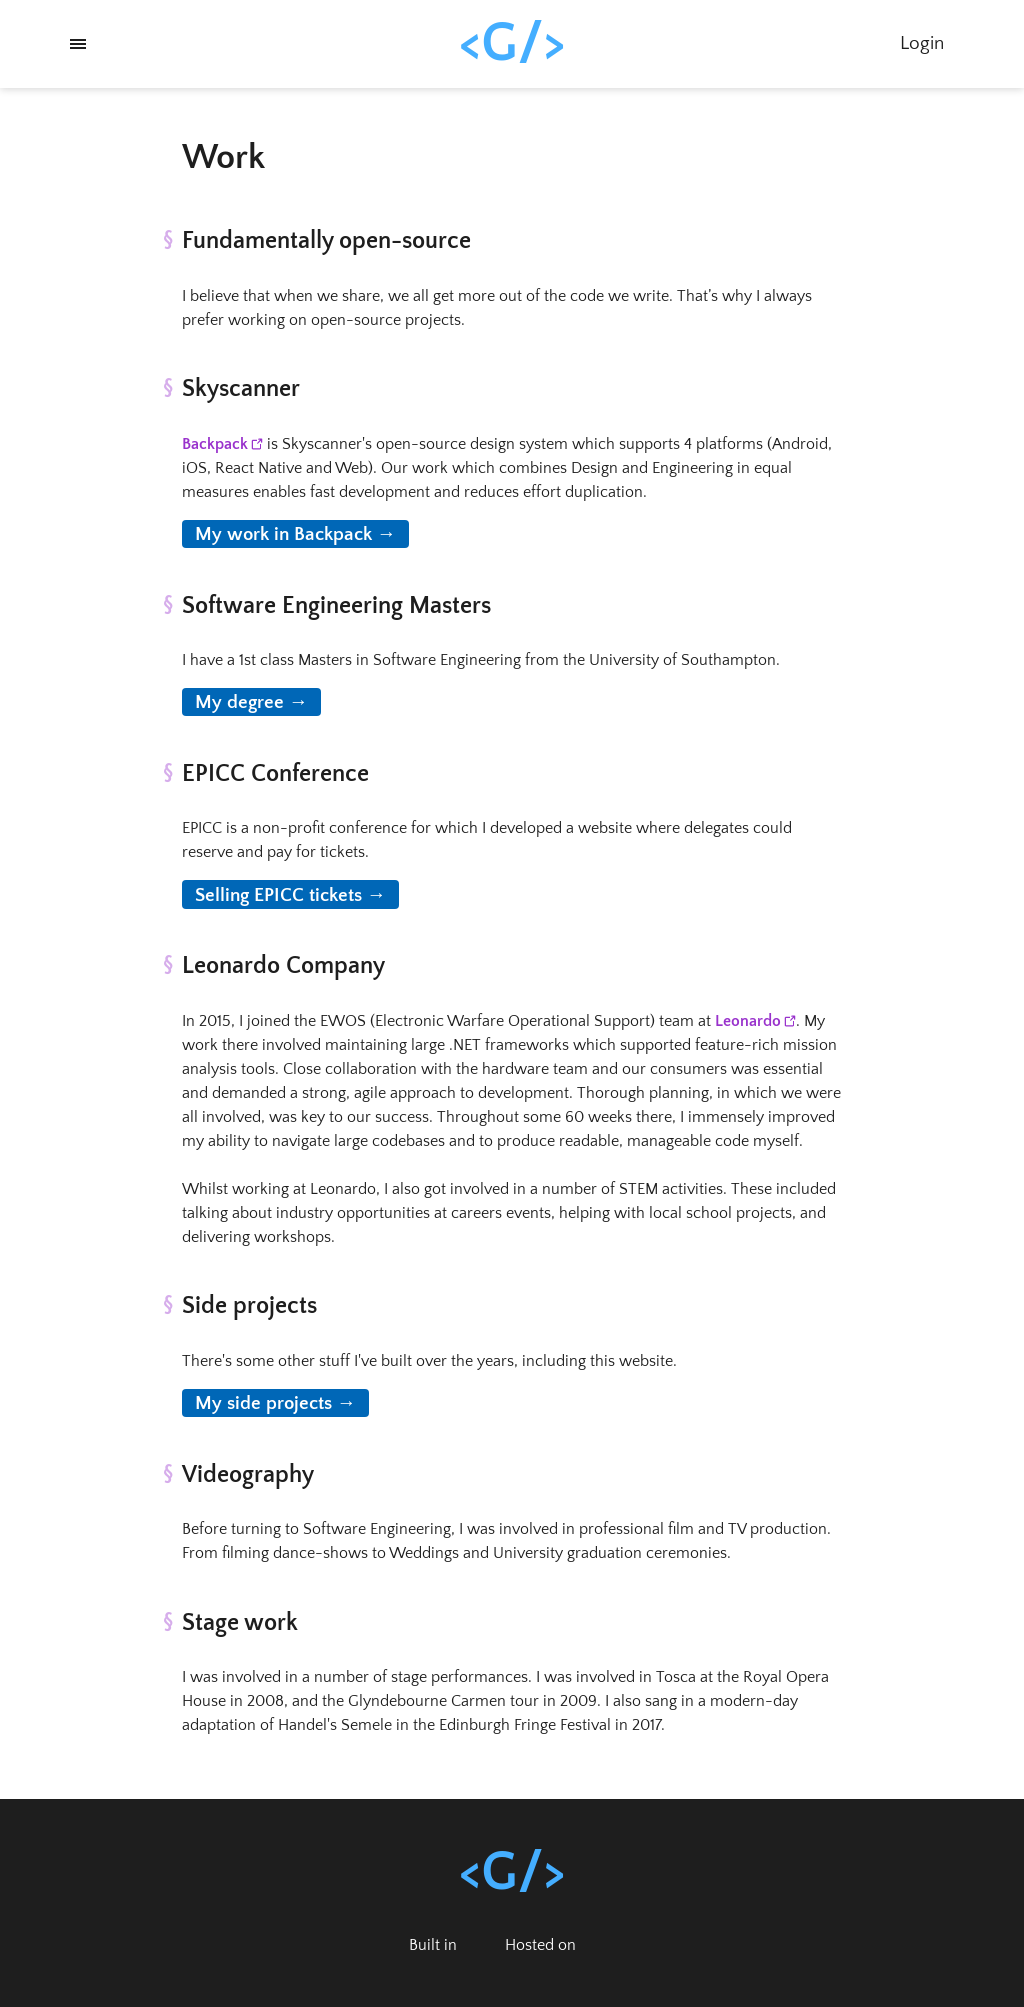 <G/>
Login
Work
§ Fundamentally open-source
I believe that when we share, we all get more out of the code we write. That's why I always
prefer working on open-source projects.
§ Skyscanner
Backpack is Skyscanner's open-source design system which supports 4 platforms (Android,
iOS, React Native and Web). Our work which combines Design and Engineering in equal
measures enables fast development and reduces effort duplication.
My work in Backpack →
§ Software Engineering Masters
I have a 1st class Masters in Software Engineering from the University of Southampton.
My degree →
§ EPICC Conference
EPICC is a non-profit conference for which I developed a website where delegates could
reserve and pay for tickets.
Selling EPICC tickets →
§ Leonardo Company
In 2015, I joined the EWOS (Electronic Warfare Operational Support) team at Leonardo. My
work there involved maintaining large .NET frameworks which supported feature-rich mission
analysis tools. Close collaboration with the hardware team and our consumers was essential
and demanded a strong, agile approach to development. Thorough planning, in which we were
all involved, was key to our success. Throughout some 60 weeks there, I immensely improved
my ability to navigate large codebases and to produce readable, manageable code myself.
Whilst working at Leonardo, I also got involved in a number of STEM activities. These included
talking about industry opportunities at careers events, helping with local school projects, and
delivering workshops.
§ Side projects
There's some other stuff I've built over the years, including this website.
My side projects →
§ Videography
Before turning to Software Engineering, I was involved in professional film and TV production.
From filming dance-shows to Weddings and University graduation ceremonies.
§ Stage work
I was involved in a number of stage performances. I was involved in Tosca at the Royal Opera
House in 2008, and the Glyndebourne Carmen tour in 2009. I also sang in a modern-day
adaptation of Handel's Semele in the Edinburgh Fringe Festival in 2017.
<G/>
Built in
Hosted on